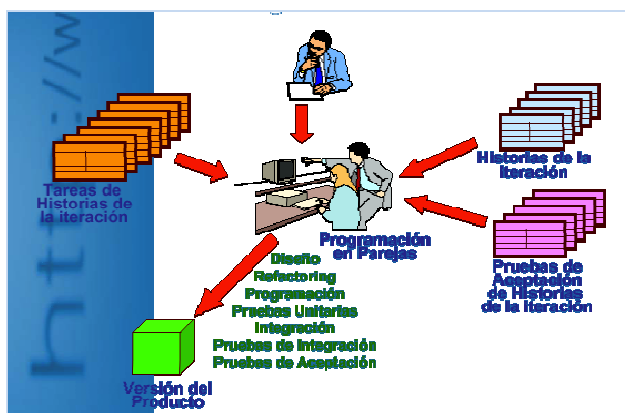 http://w
Tareas de
Historias de
la iteración
Historias de la
Iteración
Programación
en Parejas
Pruebas de
Aceptación
de Historias
de la Iteración
Diseño
Refactoring
Programación
Pruebas Unitarias
Integración
Pruebas de Integración
Pruebas de Aceptación
Versión del
Producto